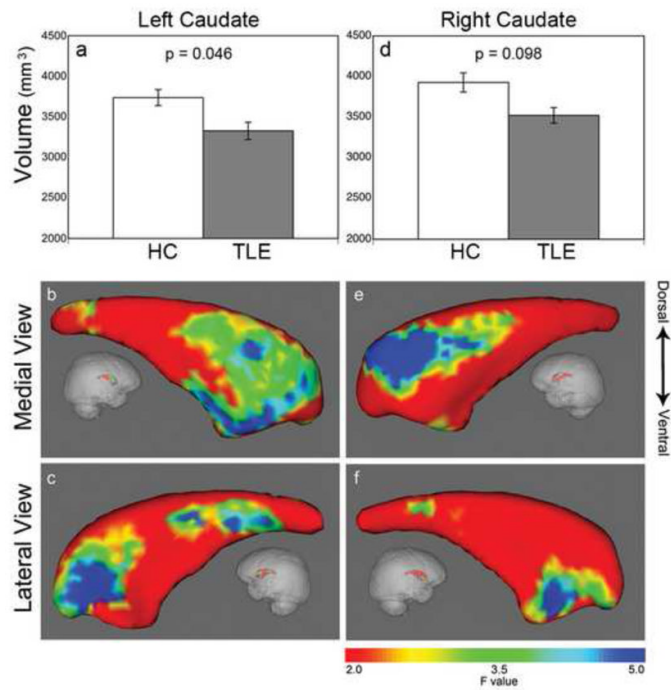 Left Caudate
Right Caudate
a
p = 0.046
d
p = 0.098
Volume (mm³)
4500
4000
3500
3000
2500
2000
HC
TLE
4500
4000
3500
3000
2500
2000
HC
TLE
Medial View
b
e
Dorsal
Ventral
Lateral View
c
f
2.0
3.5
5.0
F value